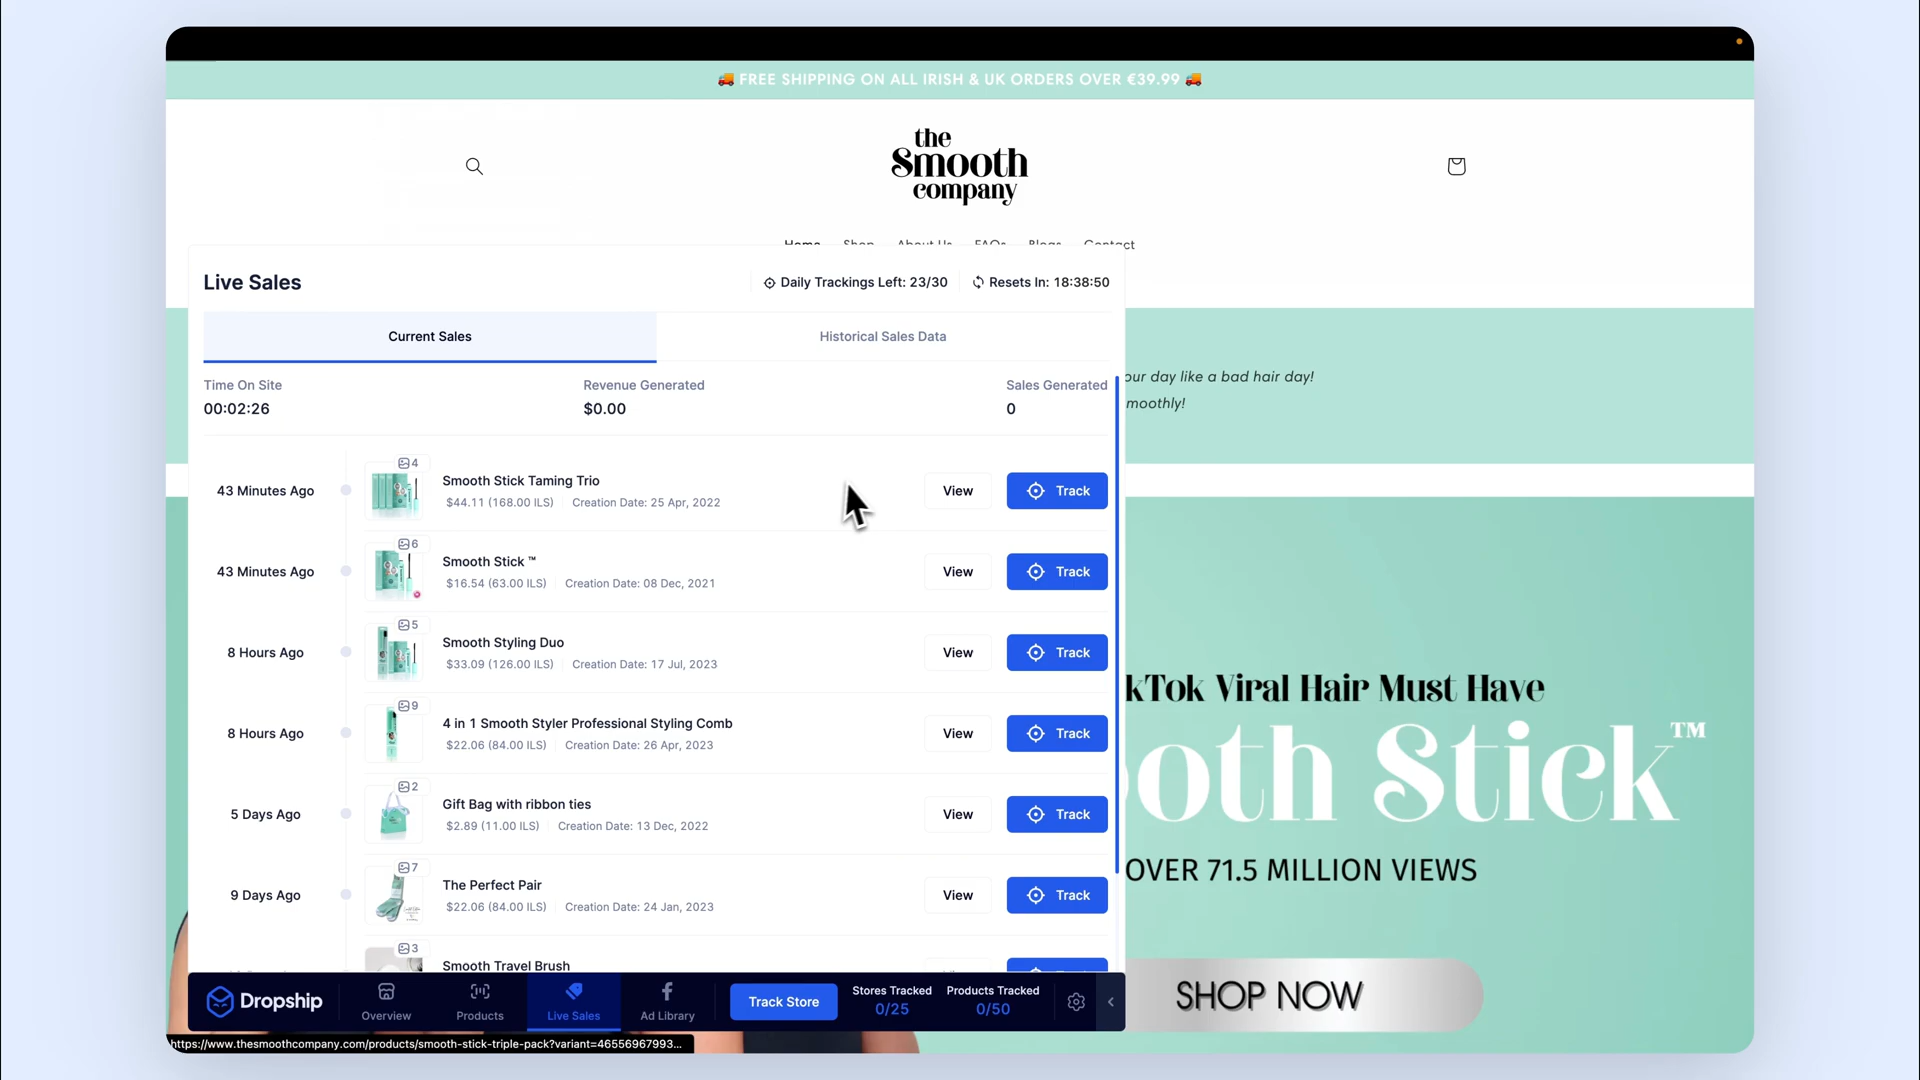 🚚 FREE SHIPPING ON ALL IRISH & UK ORDERS OVER €39.99 🚚
the
Smooth
company
Home Shop About Us FAQs Blogs Contact
Live Sales
Daily Trackings Left: 23/30
Resets In: 18:38:50
Current Sales
Historical Sales Data
Time On Site
00:02:26
Revenue Generated
$0.00
Sales Generated
0
our day like a bad hair day!
moothly!
43 Minutes Ago
4
Smooth Stick Taming Trio
$44.11 (168.00 ILS) Creation Date: 25 Apr, 2022
View
Track
43 Minutes Ago
6
Smooth Stick ™
$16.54 (63.00 ILS) Creation Date: 08 Dec, 2021
View
Track
8 Hours Ago
5
Smooth Styling Duo
$33.09 (126.00 ILS) Creation Date: 17 Jul, 2023
View
Track
8 Hours Ago
9
4 in 1 Smooth Styler Professional Styling Comb
$22.06 (84.00 ILS) Creation Date: 26 Apr, 2023
View
Track
5 Days Ago
2
Gift Bag with ribbon ties
$2.89 (11.00 ILS) Creation Date: 13 Dec, 2022
View
Track
9 Days Ago
7
The Perfect Pair
$22.06 (84.00 ILS) Creation Date: 24 Jan, 2023
View
Track
3
Smooth Travel Brush
kTok Viral Hair Must Have
ooth Stick™
OVER 71.5 MILLION VIEWS
SHOP NOW
Dropship
Overview
Products
Live Sales
Ad Library
Track Store
Stores Tracked
0/25
Products Tracked
0/50
https://www.thesmoothcompany.com/products/smooth-stick-triple-pack?variant=46556967993...